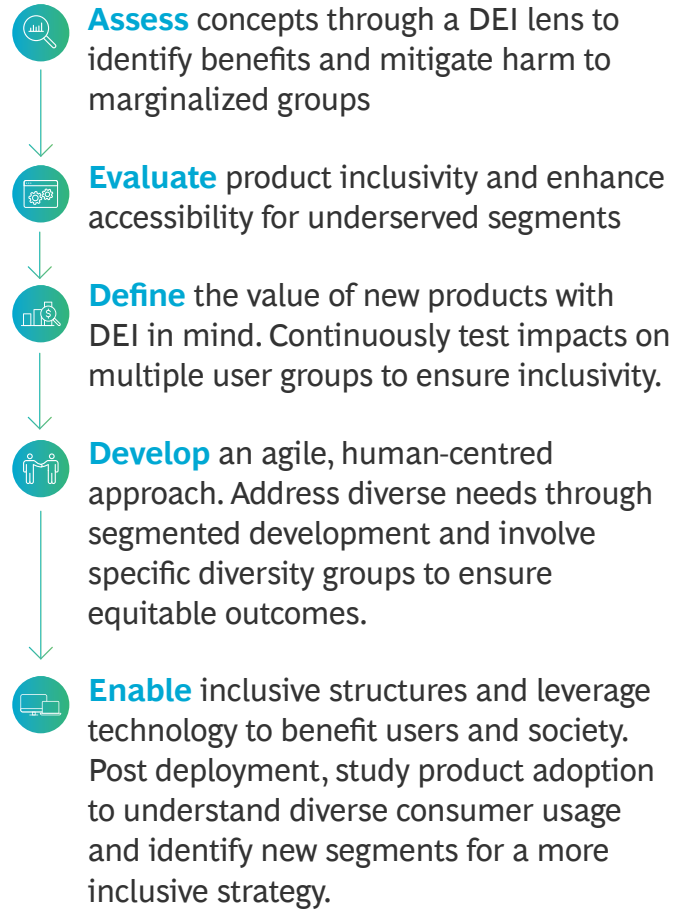 Assess concepts through a DEI lens to
identify benefits and mitigate harm to
marginalized groups
Evaluate product inclusivity and enhance
accessibility for underserved segments
Define the value of new products with
DEI in mind. Continuously test impacts on
multiple user groups to ensure inclusivity.
Develop an agile, human-centred
approach. Address diverse needs through
segmented development and involve
specific diversity groups to ensure
equitable outcomes.
Enable inclusive structures and leverage
technology to benefit users and society.
Post deployment, study product adoption
to understand diverse consumer usage
and identify new segments for a more
inclusive strategy.